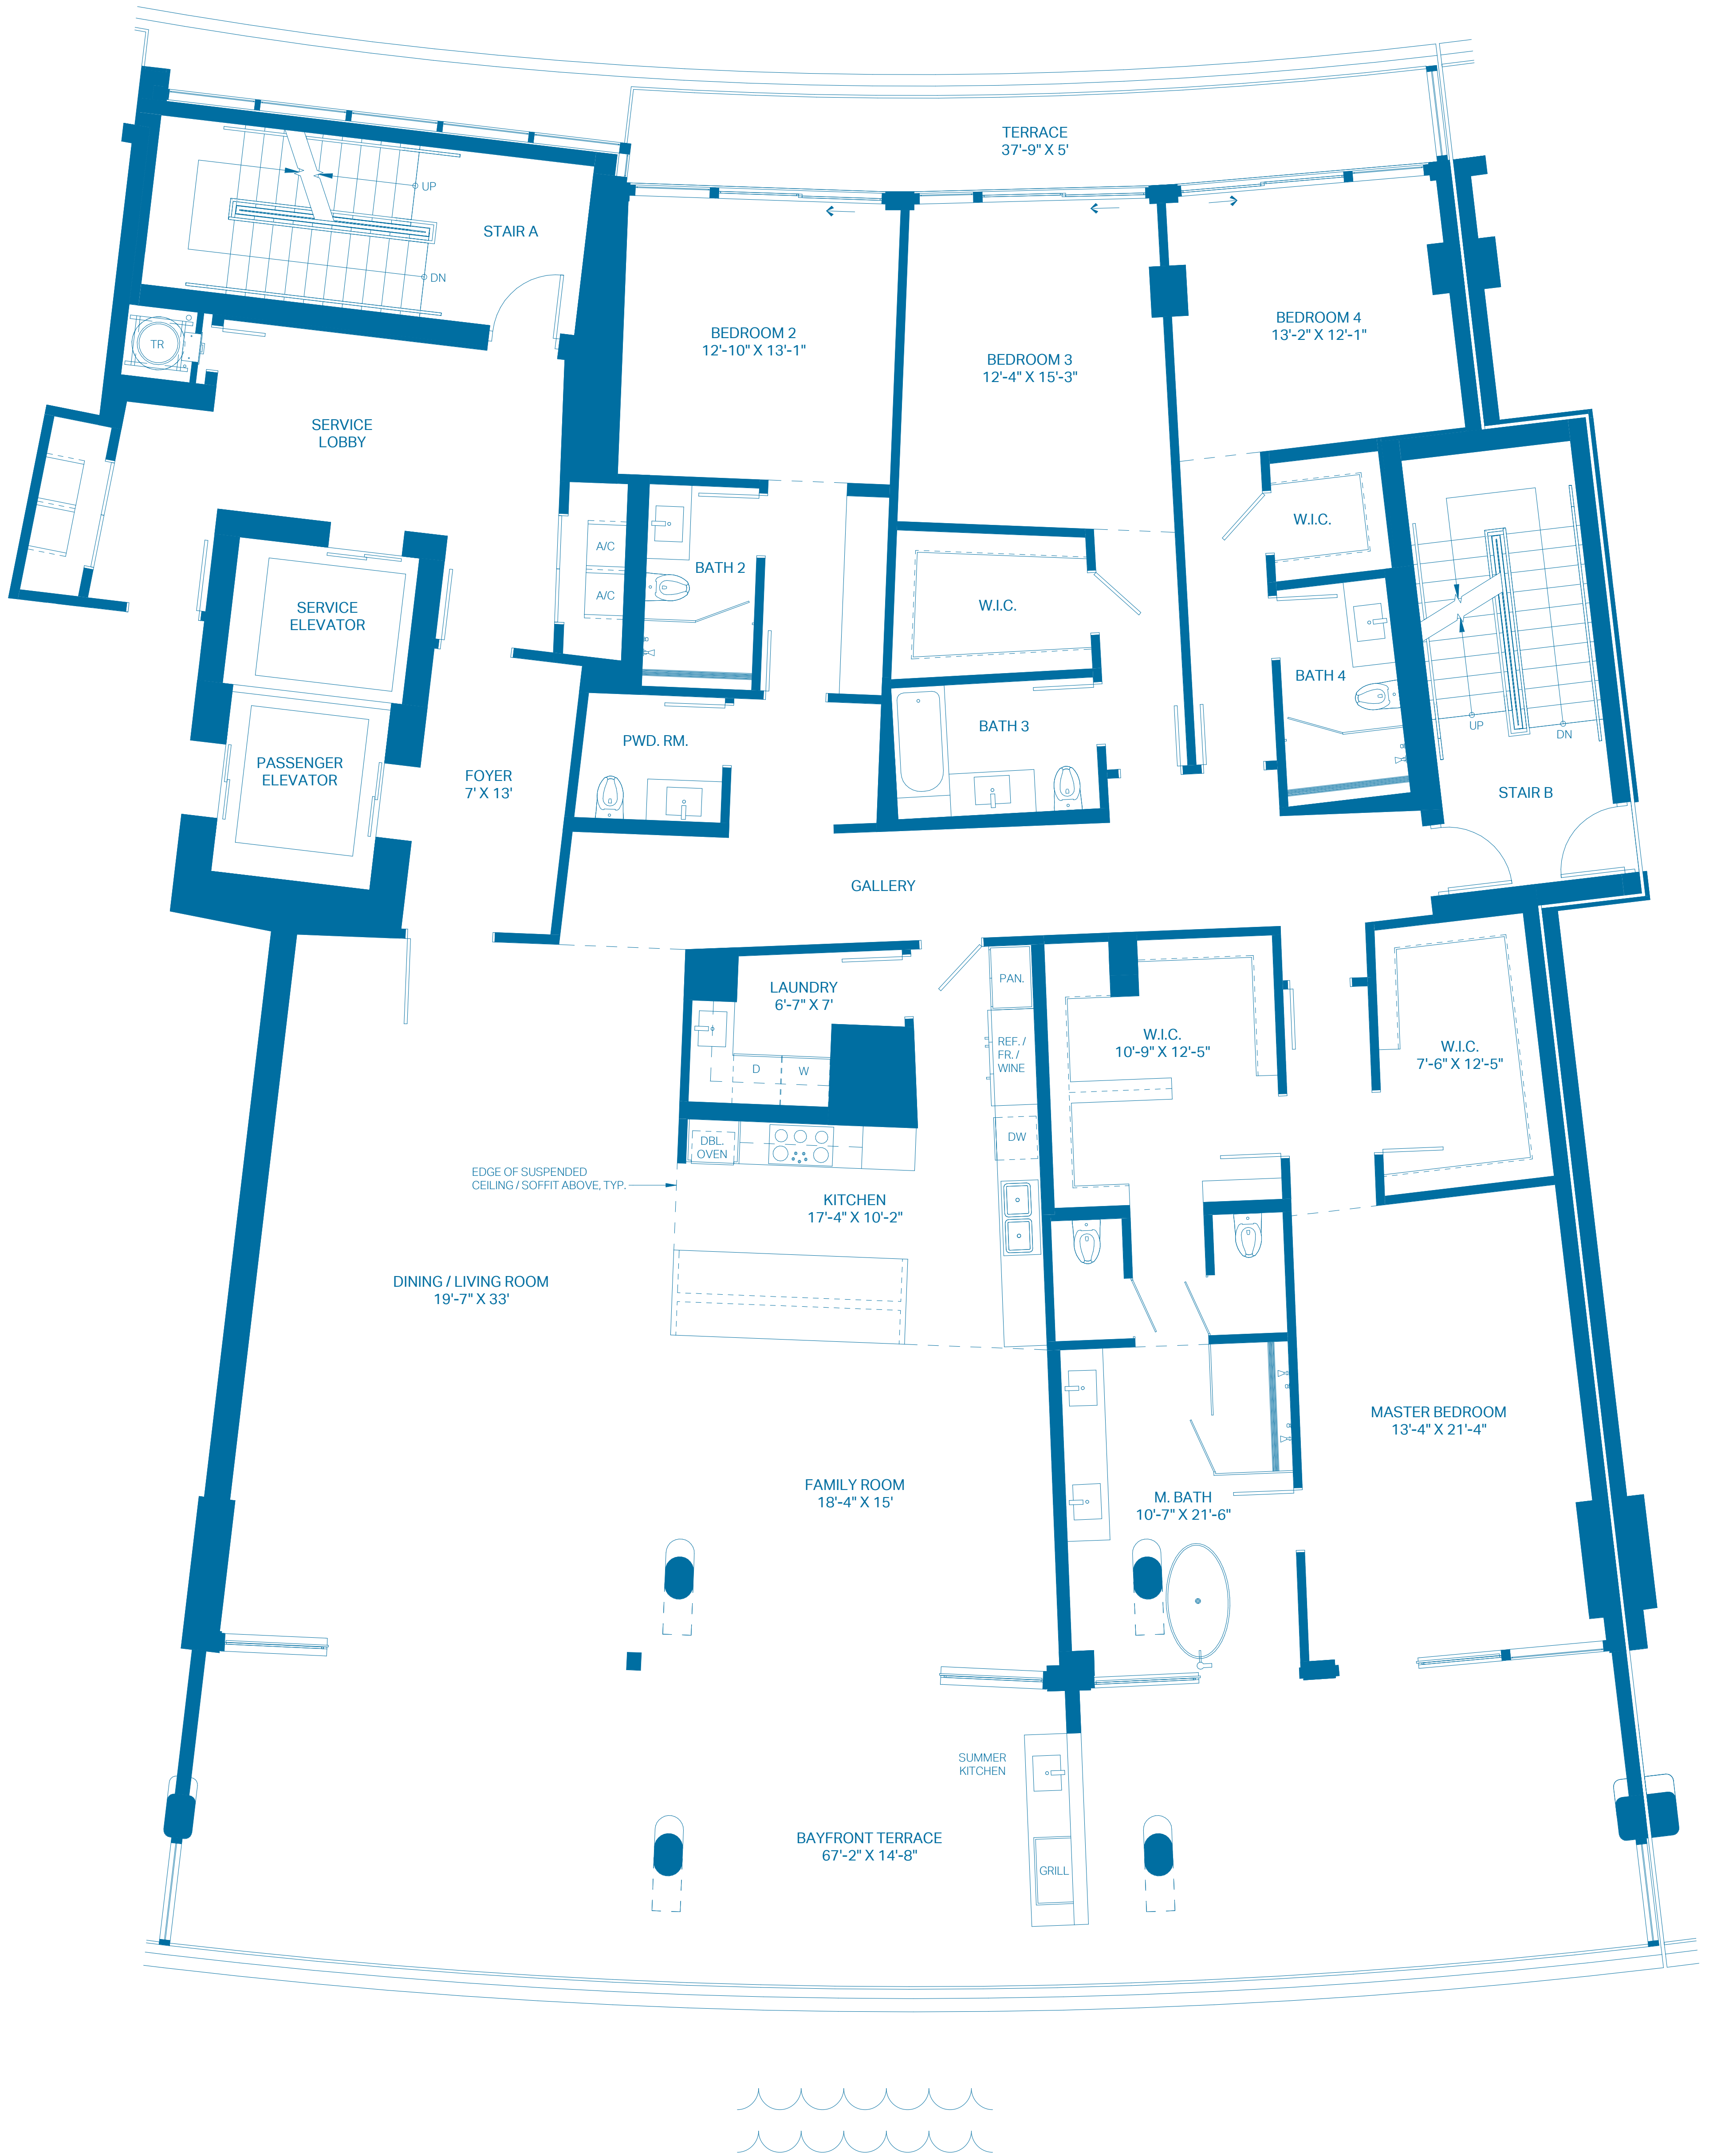 TERRACE
37'-9" X 5'
UP
STAIR A
DN
TR
BEDROOM 2
12'-10" X 13'-1"
BEDROOM 3
12'-4" X 15'-3"
BEDROOM 4
13'-2" X 12'-1"
SERVICE
LOBBY
W.I.C.
A/C
A/C
BATH 2
SERVICE
ELEVATOR
W.I.C.
BATH 4
UP
DN
PWD. RM.
BATH 3
PASSENGER
ELEVATOR
FOYER
7' X 13'
STAIR B
GALLERY
LAUNDRY
6'-7" X 7'
D
W
PAN.
REF. /
FR. /
WINE
W.I.C.
10'-9" X 12'-5"
W.I.C.
7'-6" X 12'-5"
DBL.
OVEN
DW
EDGE OF SUSPENDED
CEILING / SOFFIT ABOVE, TYP.
KITCHEN
17'-4" X 10'-2"
DINING / LIVING ROOM
19'-7" X 33'
MASTER BEDROOM
13'-4" X 21'-4"
FAMILY ROOM
18'-4" X 15'
M. BATH
10'-7" X 21'-6"
SUMMER
KITCHEN
BAYFRONT TERRACE
67'-2" X 14'-8"
GRILL